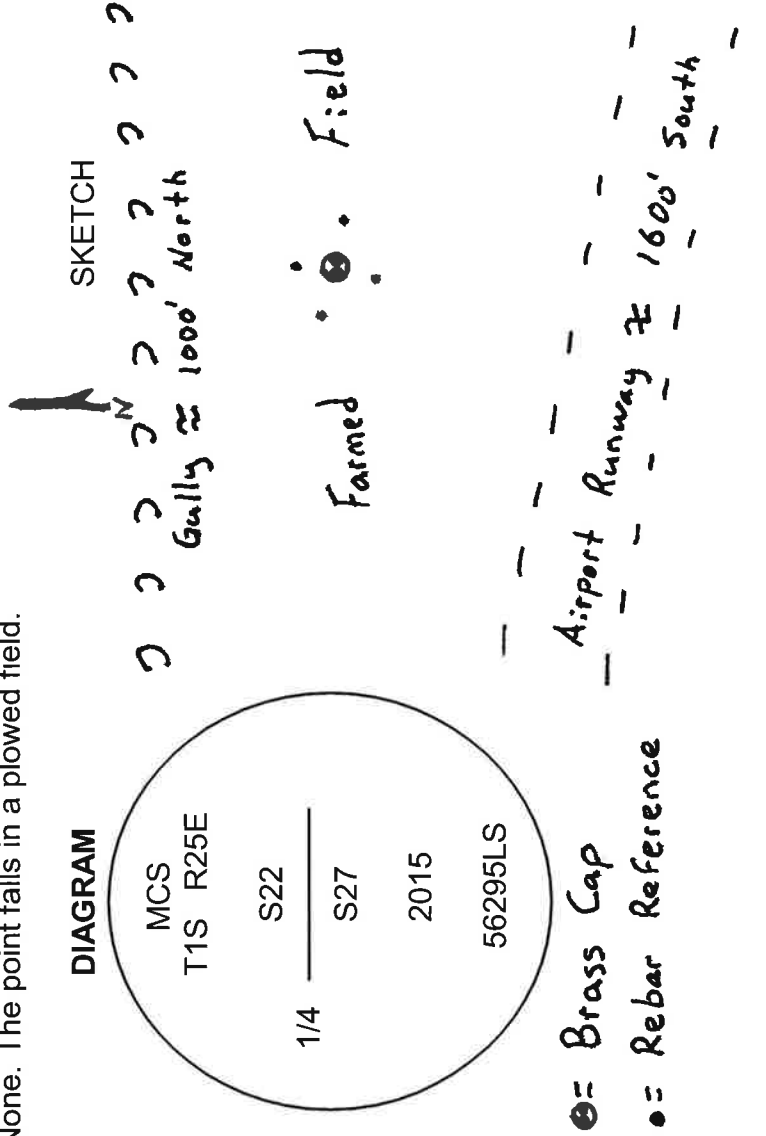 None. The point falls in a plowed field.
DIAGRAM
MCS
T1S R25E
1/4
S22
S27
2015
56295LS
= Brass Cap
= Rebar Reference
SKETCH
N
Gully ≈ 1000' North
Farmed Field
Airport Runway ≈ 1600' South